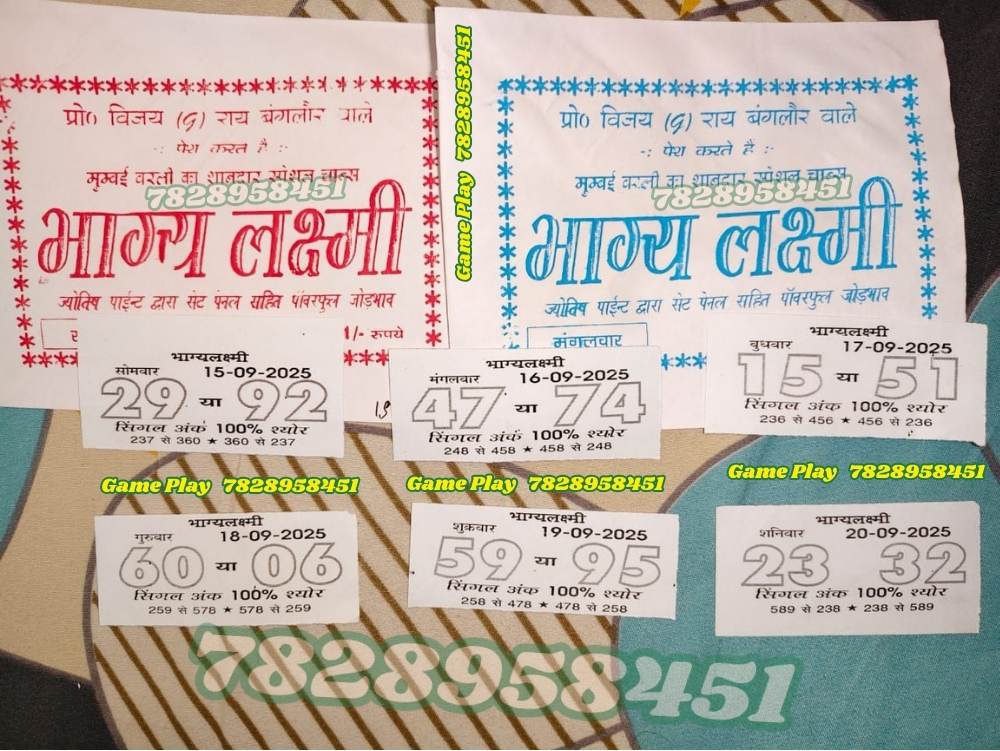 प्रो० विजय (G) राय बंगलौर वाले
-: पेश करते है :-
मुम्बई वरली का शानदार स्पेशल चान्स
7828958451
भाग्य लक्ष्मी
ज्योतिष पाईन्ट द्वारा सेट पेनल सहित पॉवरफुल जोड़भाव
1/- रुपये
Game Play 7828958451
प्रो० विजय (G) राय बंगलौर वाले
-: पेश करते है :-
मुम्बई वरली का शानदार स्पेशल चान्स
7828958451
भाग्य लक्ष्मी
ज्योतिष पाईन्ट द्वारा सेट पेनल सहित पॉवरफुल जोड़भाव
मंगलवार
भाग्यलक्ष्मी
सोमवार 15-09-2025
29 या 92
सिंगल अंक 100% श्योर
237 से 360 ★ 360 से 237
भाग्यलक्ष्मी
मंगलवार 16-09-2025
47 या 74
सिंगल अंक 100% श्योर
248 से 458 ★ 458 से 248
भाग्यलक्ष्मी
बुधवार 17-09-2025
15 या 51
सिंगल अंक 100% श्योर
236 से 456 ★ 456 से 236
Game Play 7828958451
Game Play 7828958451
Game Play 7828958451
भाग्यलक्ष्मी
गुरुवार 18-09-2025
60 या 06
सिंगल अंक 100% श्योर
259 से 578 ★ 578 से 259
भाग्यलक्ष्मी
शुक्रवार 19-09-2025
59 या 95
सिंगल अंक 100% श्योर
258 से 478 ★ 478 से 258
भाग्यलक्ष्मी
शनिवार 20-09-2025
23 32
सिंगल अंक 100% श्योर
589 से 238 ★ 238 से 589
7828958451